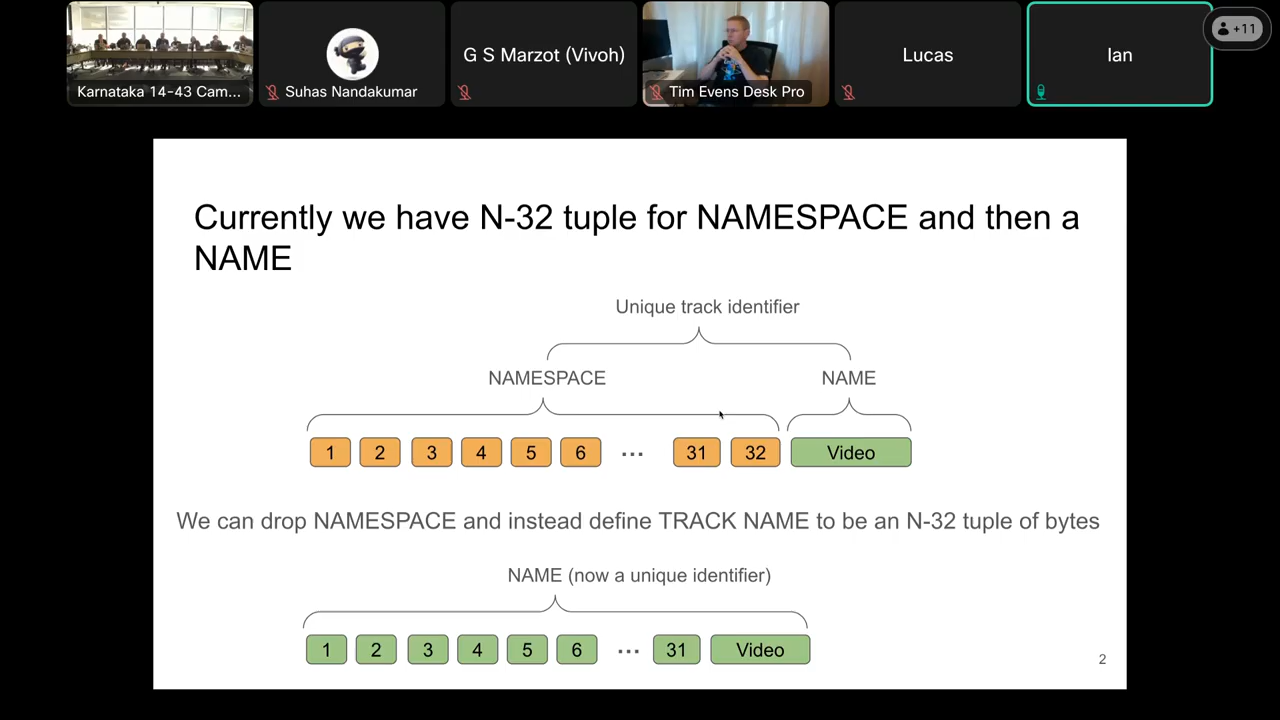 Karnataka 14-43 Cam...
Suhas Nandakumar
G S Marzot (Vivoh)
Tim Evens Desk Pro
Lucas
Ian
+11
Currently we have N-32 tuple for NAMESPACE and then a
NAME
Unique track identifier
NAMESPACE NAME
1 2 3 4 5 6 ... 31 32 Video
We can drop NAMESPACE and instead define TRACK NAME to be an N-32 tuple of bytes
NAME (now a unique identifier)
1 2 3 4 5 6 ... 31 Video
2